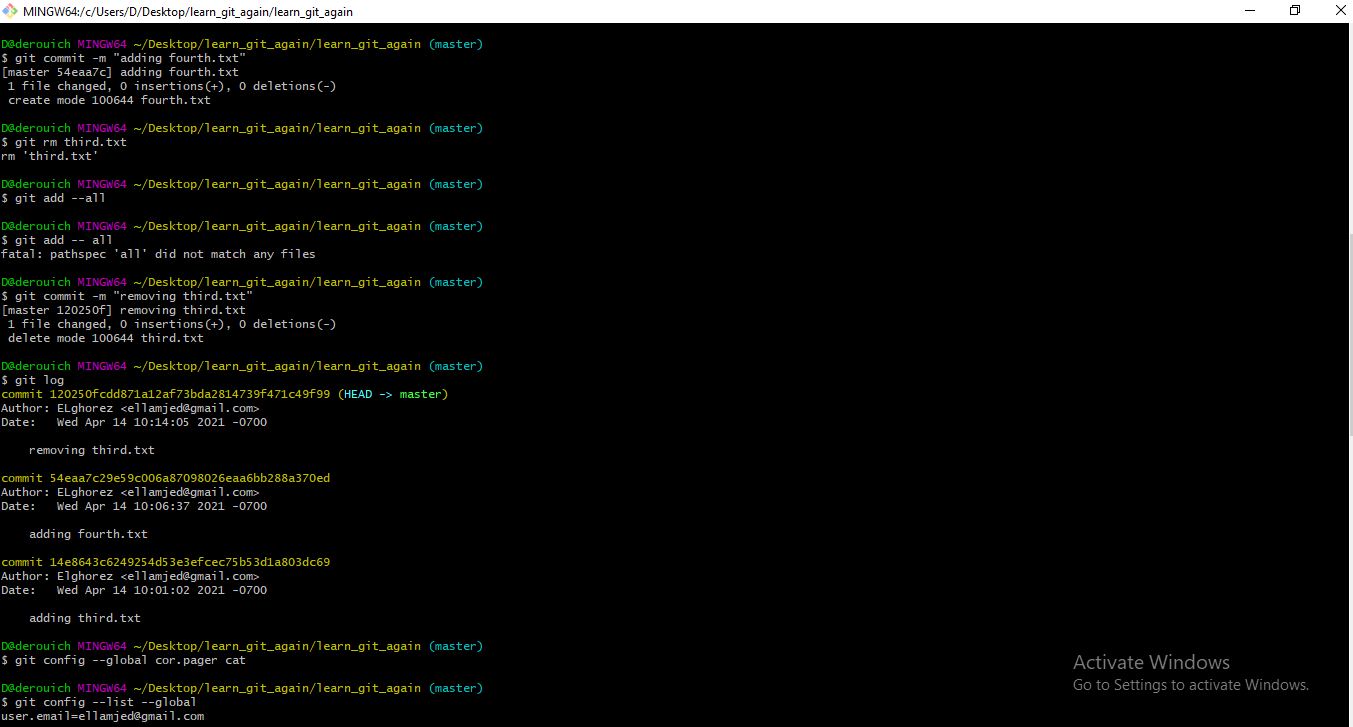 MINGW64:/c/Users/D/Desktop/learn_git_again/learn_git_again
D@derouich MINGW64 ~/Desktop/learn_git_again/learn_git_again (master)
$ git commit -m "adding fourth.txt"
[master 54eaa7c] adding fourth.txt
 1 file changed, 0 insertions(+), 0 deletions(-)
 create mode 100644 fourth.txt
D@derouich MINGW64 ~/Desktop/learn_git_again/learn_git_again (master)
$ git rm third.txt
rm 'third.txt'
D@derouich MINGW64 ~/Desktop/learn_git_again/learn_git_again (master)
$ git add --all
D@derouich MINGW64 ~/Desktop/learn_git_again/learn_git_again (master)
$ git add -- all
fatal: pathspec 'all' did not match any files
D@derouich MINGW64 ~/Desktop/learn_git_again/learn_git_again (master)
$ git commit -m "removing third.txt"
[master 120250f] removing third.txt
 1 file changed, 0 insertions(+), 0 deletions(-)
 delete mode 100644 third.txt
D@derouich MINGW64 ~/Desktop/learn_git_again/learn_git_again (master)
$ git log
commit 120250fcdd871a12af73bda2814739f471c49f99 (HEAD -> master)
Author: ELghorez <ellamjed@gmail.com>
Date:   Wed Apr 14 10:14:05 2021 -0700
    removing third.txt
commit 54eaa7c29e59c006a87098026eaa6bb288a370ed
Author: ELghorez <ellamjed@gmail.com>
Date:   Wed Apr 14 10:06:37 2021 -0700
    adding fourth.txt
commit 14e8643c6249254d53e3efcec75b53d1a803dc69
Author: Elghorez <ellamjed@gmail.com>
Date:   Wed Apr 14 10:01:02 2021 -0700
    adding third.txt
D@derouich MINGW64 ~/Desktop/learn_git_again/learn_git_again (master)
$ git config --global cor.pager cat
D@derouich MINGW64 ~/Desktop/learn_git_again/learn_git_again (master)
$ git config --list --global
user.email=ellamjed@gmail.com
Activate Windows
Go to Settings to activate Windows.